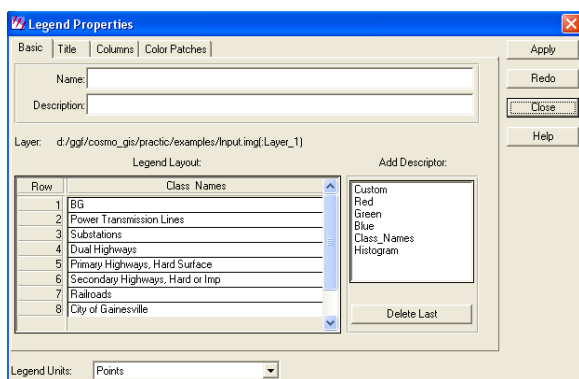 Legend Properties
Basic Title Columns Color Patches
Apply
Name:
Redo
Description:
Close
Layer: d:/ggf/cosmo_gis/practic/examples/Input.img(:Layer_1)
Help
Legend Layout: Add Descriptor:
Row Class_Names
1 BG
2 Power Transmission Lines
3 Substations
4 Dual Highways
5 Primary Highways, Hard Surface
6 Secondary Highways, Hard or Imp
7 Railroads
8 City of Gainesville
Custom
Red
Green
Blue
Class_Names
Histogram
Delete Last
Legend Units: Points